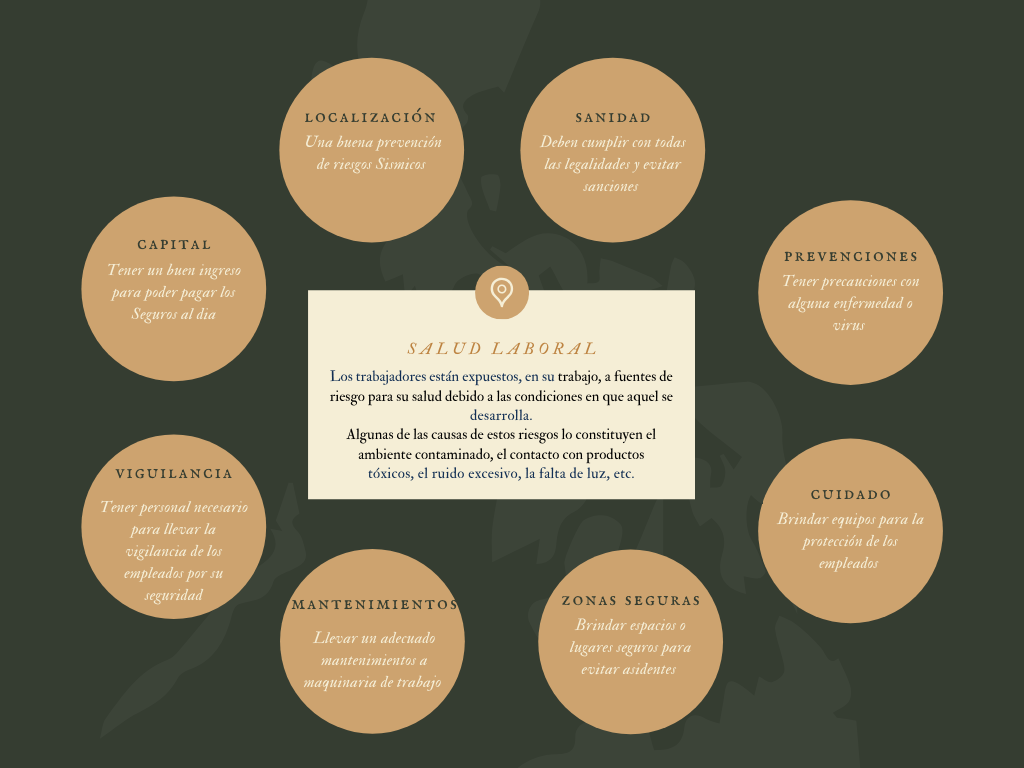 LOCALIZACIÓN
Una buena prevención
de riesgos Sismicos
SANIDAD
Deben cumplir con todas
las legalidades y evitar
sanciones
CAPITAL
Tener un buen ingreso
para poder pagar los
Seguros al dia
PREVENCIONES
Tener precauciones con
alguna enfermedad o
virus
SALUD LABORAL
Los trabajadores están expuestos, en su trabajo, a fuentes de
riesgo para su salud debido a las condiciones en que aquel se
desarrolla.
Algunas de las causas de estos riesgos lo constituyen el
ambiente contaminado, el contacto con productos
tóxicos, el ruido excesivo, la falta de luz, etc.
VIGUILANCIA
Tener personal necesario
para llevar la
vigilancia de los
empleados por su
seguridad
CUIDADO
Brindar equipos para la
protección de los
empleados
MANTENIMIENTOS
Llevar un adecuado
mantenimientos a
maquinaria de trabajo
ZONAS SEGURAS
Brindar espacios o
lugares seguros para
evitar asidentes